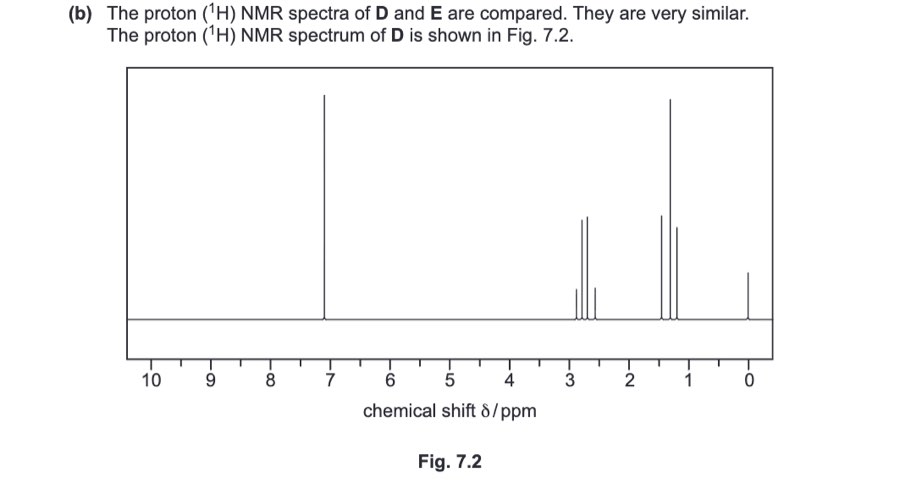 (b) The proton (¹H) NMR spectra of D and E are compared. They are very similar.
The proton (¹H) NMR spectrum of D is shown in Fig. 7.2.
10 9 8 7 6 5 4 3 2 1 0
chemical shift δ/ppm
Fig. 7.2